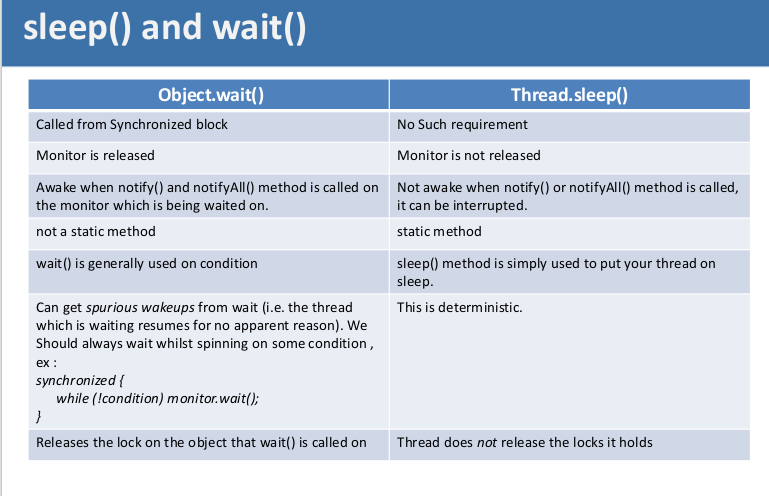 sleep() and wait()
Object.wait()
Thread.sleep()
Called from Synchronized block
No Such requirement
Monitor is released
Monitor is not released
Awake when notify() and notifyAll() method is called on
the monitor which is being waited on.
Not awake when notify() or notifyAll() method is called,
it can be interrupted.
not a static method
static method
wait() is generally used on condition
sleep() method is simply used to put your thread on
sleep.
Can get spurious wakeups from wait (i.e. the thread
which is waiting resumes for no apparent reason). We
Should always wait whilst spinning on some condition ,
ex :
synchronized {
while (!condition) monitor.wait();
}
This is deterministic.
Releases the lock on the object that wait() is called on
Thread does not release the locks it holds